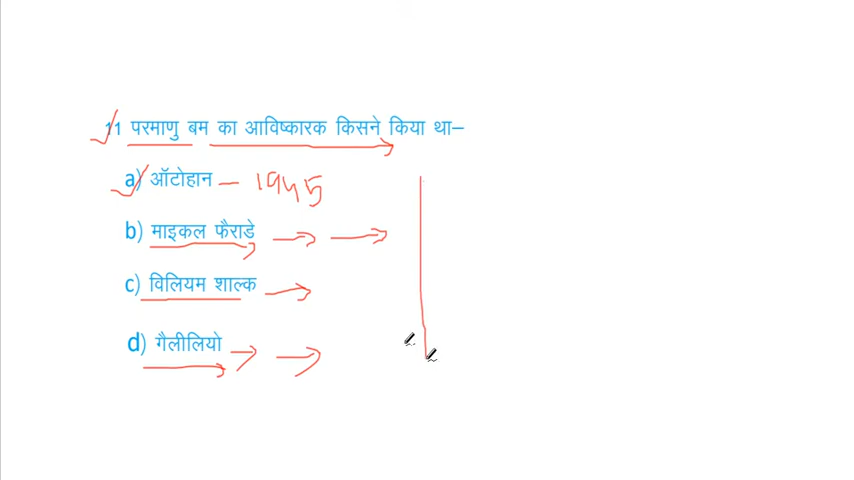 11 परमाणु बम का आविष्कारक किसने किया था–
a) ऑटोहान – 1945
b) माइकल फैराडे
c) विलियम शाल्क
d) गैलीलियो